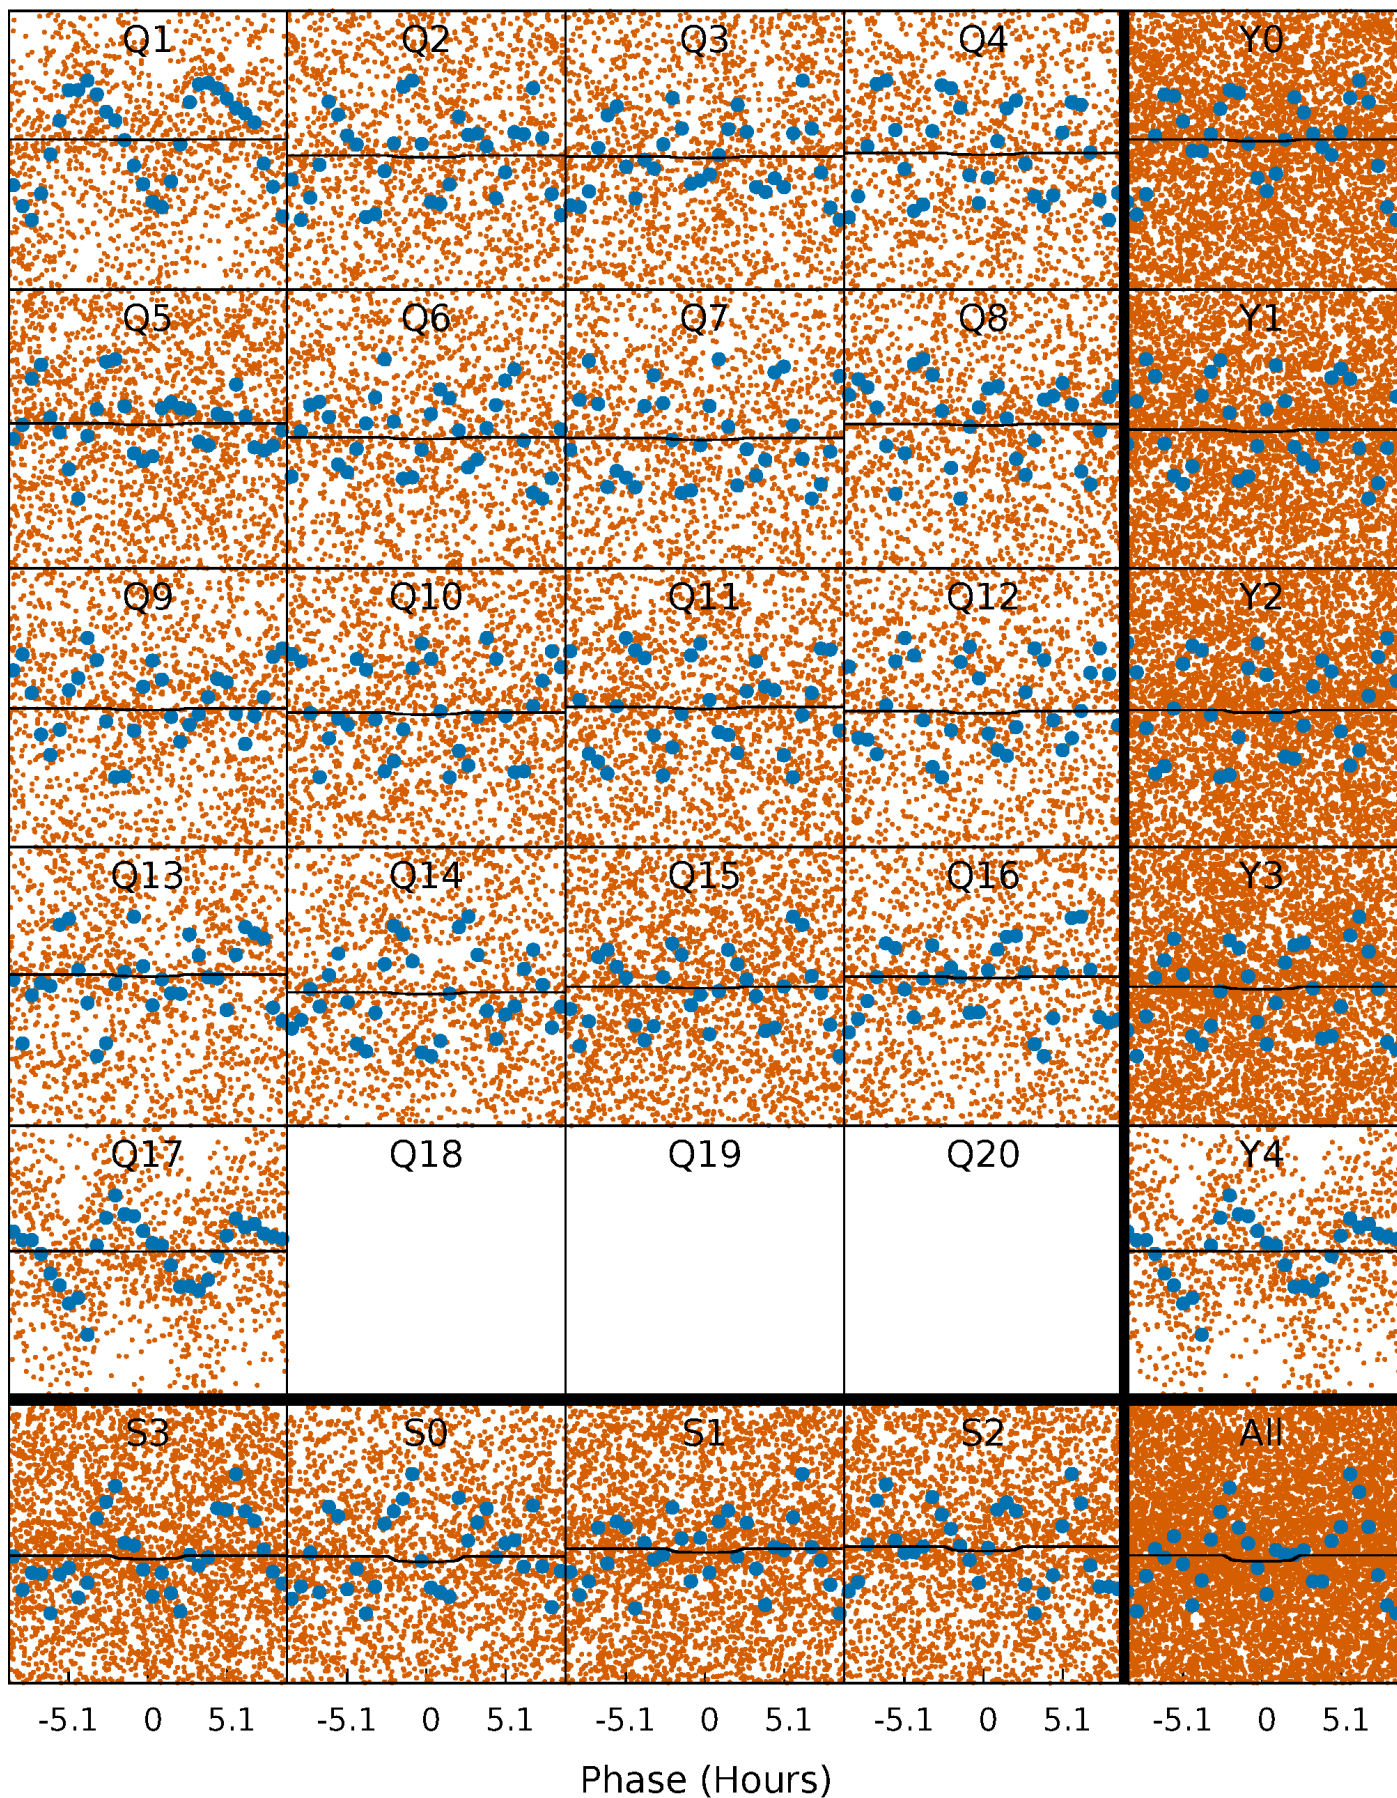 Q1 Q2 Q3 Q4 Y0
Q5 Q6 Q7 Q8 Y1
Q9 Q10 Q11 Q12 Y2
Q13 Q14 Q15 Q16 Y3
Q17 Q18 Q19 Q20 Y4
S3 S0 S1 S2 All
-5.1 0 5.1 -5.1 0 5.1 -5.1 0 5.1 -5.1 0 5.1 -5.1 0 5.1
Phase (Hours)